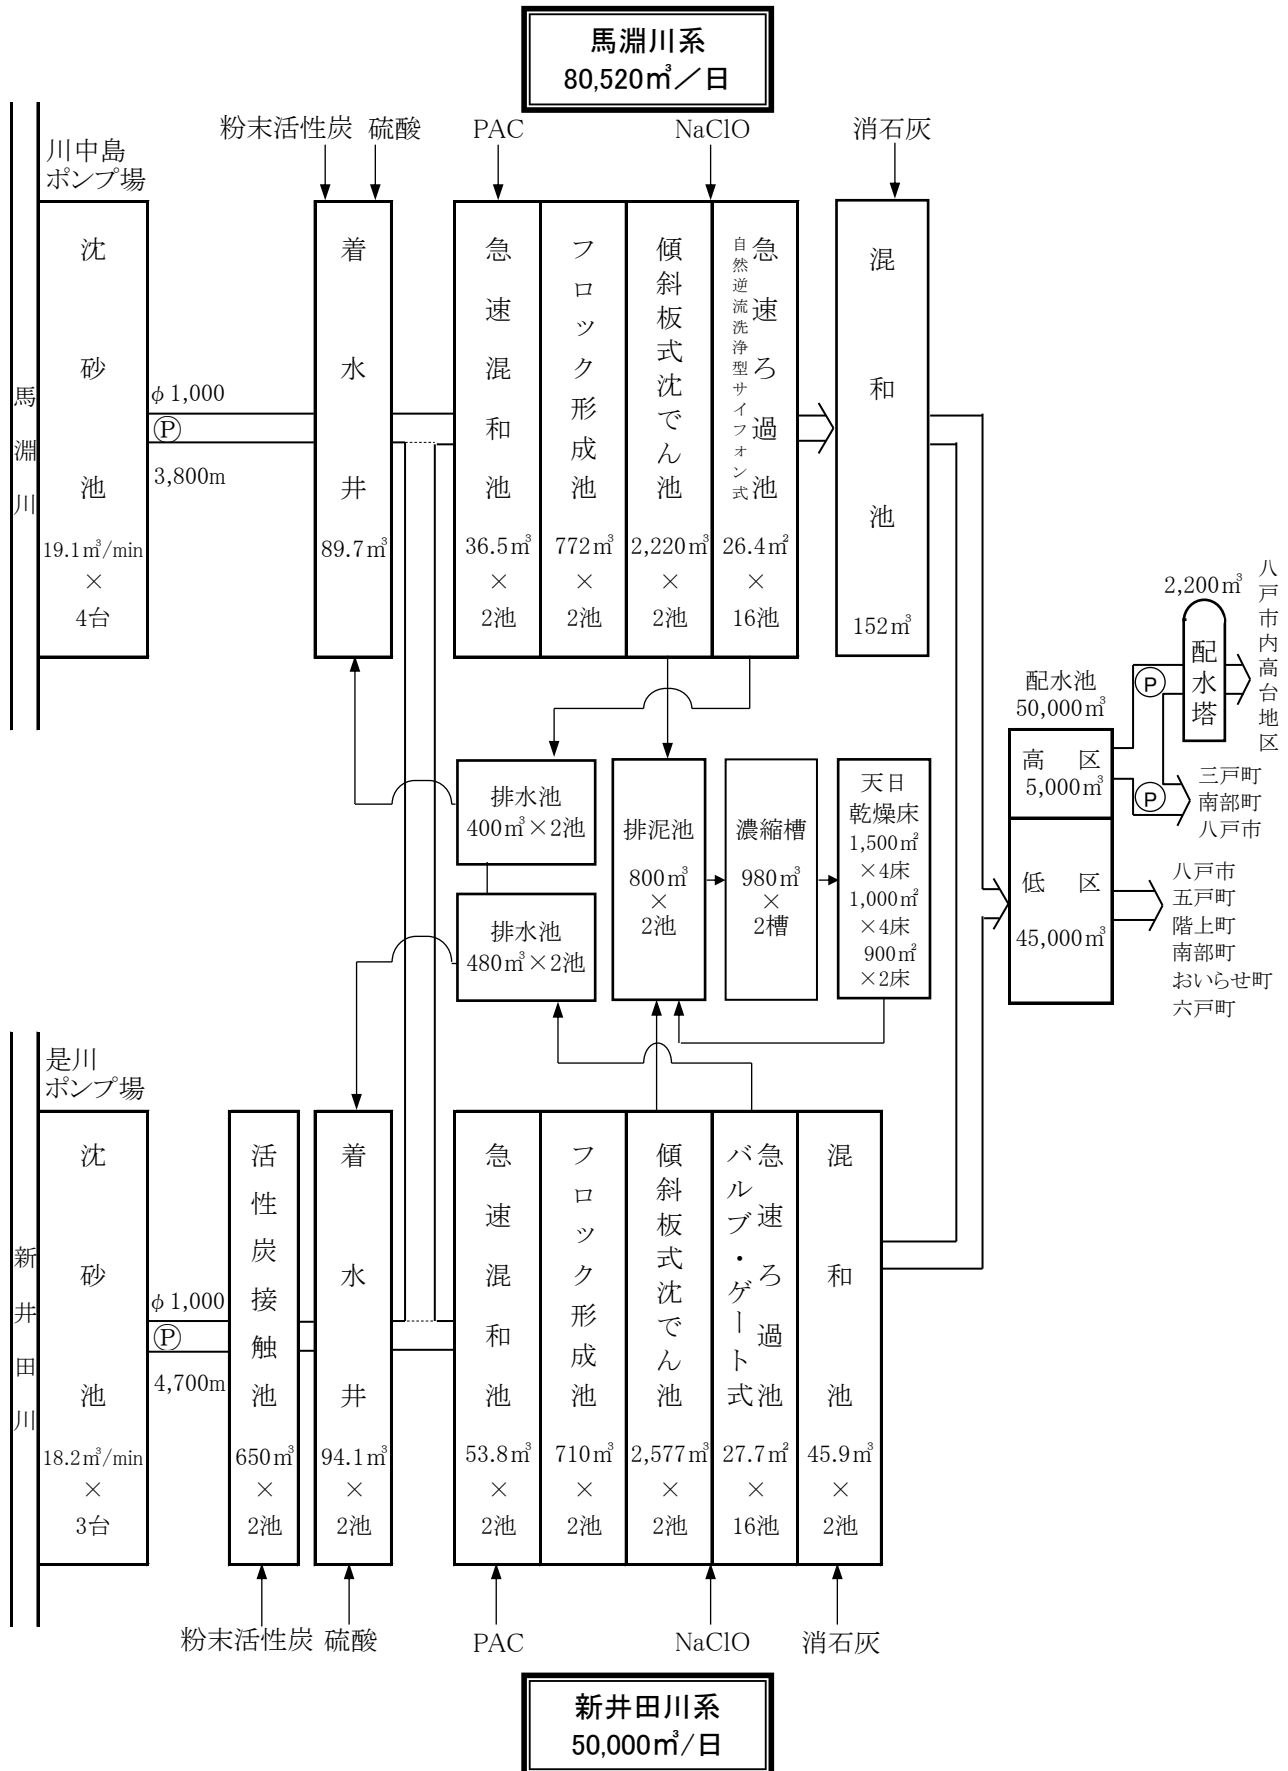 馬淵川系
80,520㎥／日
粉末活性炭 硫酸
PAC
NaClO
消石灰
川中島
ポンプ場
馬淵川
沈砂池
19.1㎥/min
×
4台
φ1,000
Ⓟ
3,800m
着水井
89.7㎥
急速混和池
36.5㎥
×
2池
フロック形成池
772㎥
×
2池
傾斜板式沈でん池
2,220㎥
×
2池
急速ろ過池
自然逆流洗浄型サイフォン式
26.4㎡
×
16池
混和池
152㎥
排水池
400㎥×2池
排水池
480㎥×2池
排泥池
800㎥
×
2池
濃縮槽
980㎥
×
2槽
天日
乾燥床
1,500㎡
×4床
1,000㎡
×4床
900㎡
×2床
配水池
50,000㎥
高区
5,000㎥
低区
45,000㎥
Ⓟ
Ⓟ
2,200㎥
配水塔
八戸市内高台地区
三戸町
南部町
八戸市
八戸市
五戸町
階上町
南部町
おいらせ町
六戸町
是川
ポンプ場
新井田川
沈砂池
18.2㎥/min
×
3台
φ1,000
Ⓟ
4,700m
活性炭接触池
650㎥
×
2池
着水井
94.1㎥
×
2池
急速混和池
53.8㎥
×
2池
フロック形成池
710㎥
×
2池
傾斜板式沈でん池
2,577㎥
×
2池
急速ろ過池
バルブ・ゲート式
27.7㎡
×
16池
混和池
45.9㎥
×
2池
粉末活性炭 硫酸
PAC
NaClO
消石灰
新井田川系
50,000㎥/日